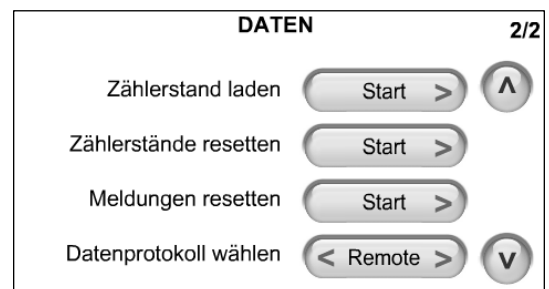 DATEN 2/2
Zählerstand laden Start > ʌ
Zählerstände resetten Start >
Meldungen resetten Start >
Datenprotokoll wählen < Remote > v